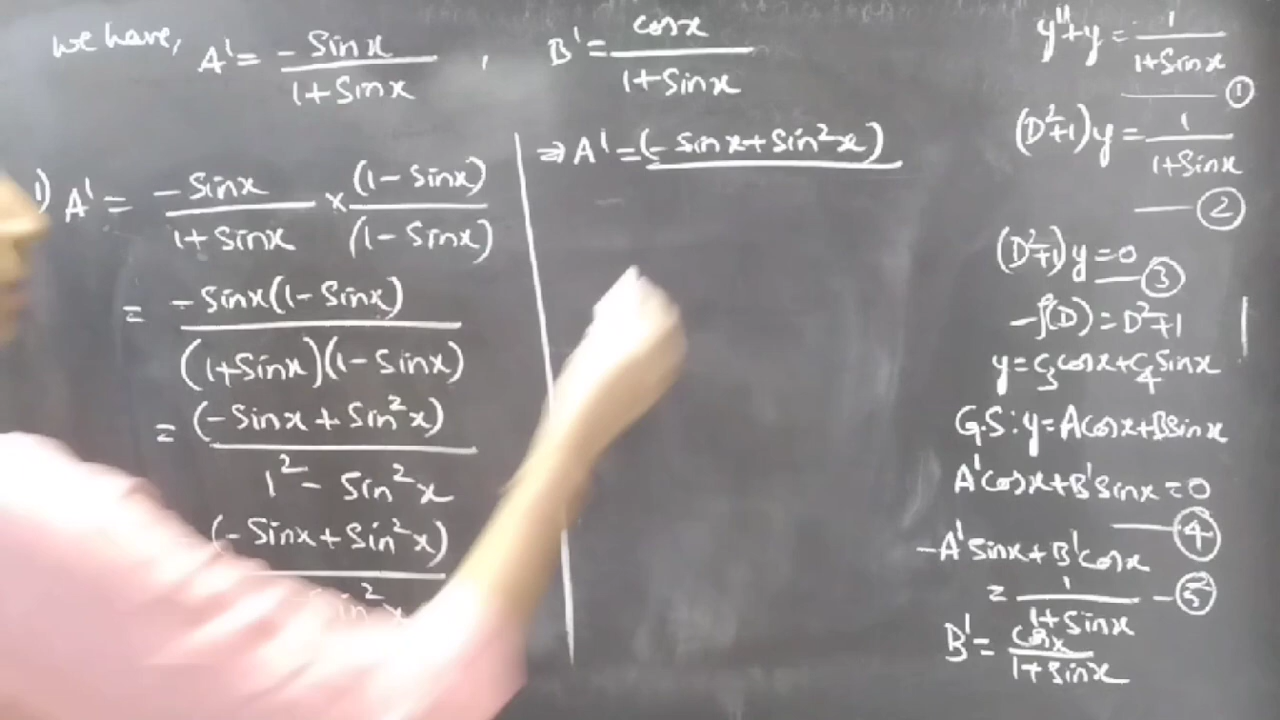 we have, A' = -Sinx / 1+Sinx , B' = cosx / 1+Sinx
1) A' = -Sinx / 1+Sinx × (1-Sinx) / (1-Sinx)
= -Sinx(1-Sinx) / (1+Sinx)(1-Sinx)
= (-Sinx+Sin²x) / 1²-Sin²x
(-Sinx+Sin²x)
⇒ A' = (-Sinx+Sin²x)
y''+y = 1 / 1+Sinx — ①
(D²+1)y = 1 / 1+Sinx — ②
(D²+1)y=0 — ③
f(D) = D²+1
y=C₃cosx+C₄Sinx
G.S: y=Acosx+BSinx
A'cosx+B'Sinx=0 — ④
-A'Sinx+B'cosx
= 1 / 1+Sinx — ⑤
B' = cosx / 1+Sinx